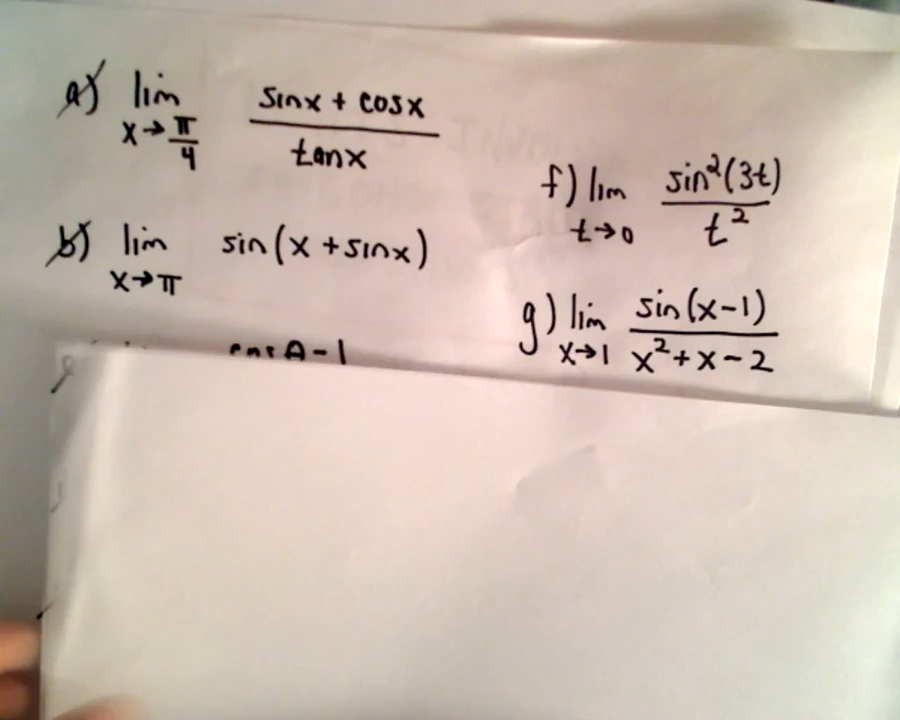 a) lim x→π/4 (sinx + cosx)/tanx
b) lim x→π sin(x + sinx)
f) lim t→0 sin²(3t)/t²
g) lim x→1 sin(x-1)/(x²+x-2)